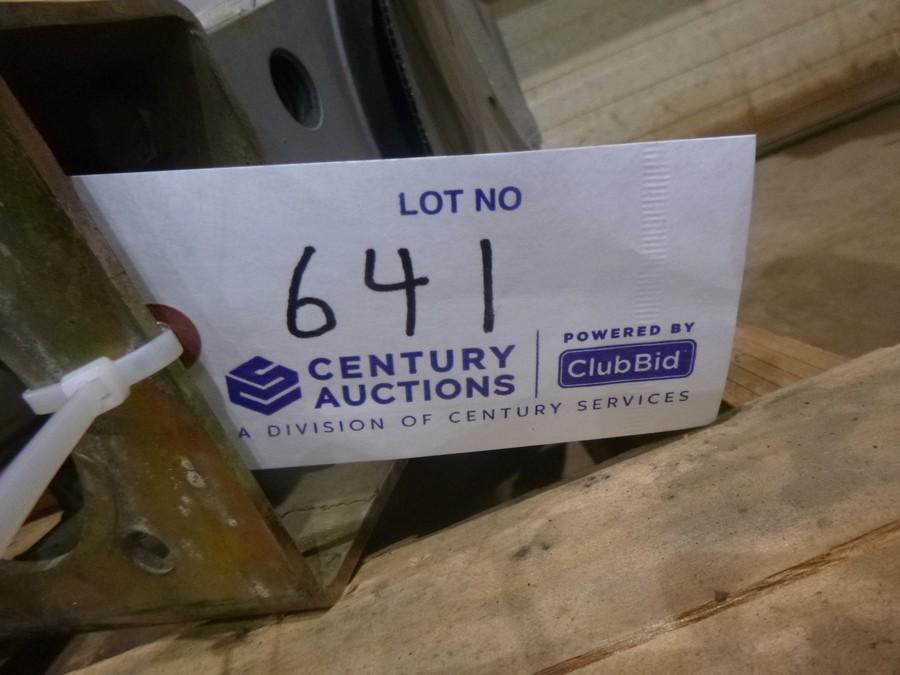 LOT NO
641
CENTURY
AUCTIONS
A DIVISION OF CENTURY SERVICES
POWERED BY
ClubBid